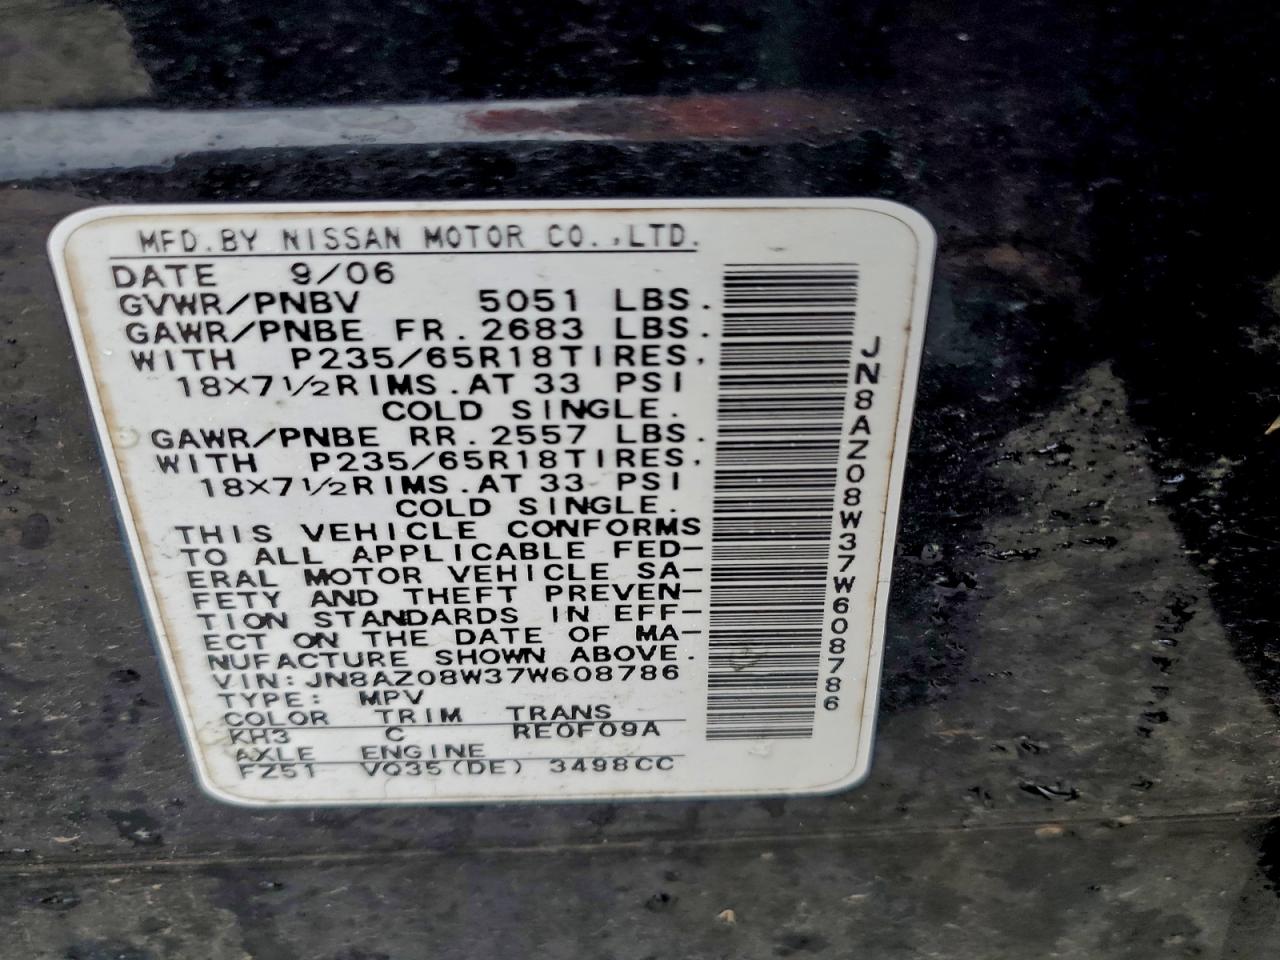 MFD. BY NISSAN MOTOR CO., LTD.
DATE 9/06
GVWR/PNBV 5051 LBS.
GAWR/PNBE FR. 2683 LBS.
WITH P235/65R18TIRES,
18X7 1/2RIMS. AT 33 PSI
COLD SINGLE.
GAWR/PNBE RR. 2557 LBS.
WITH P235/65R18TIRES,
18X7 1/2RIMS. AT 33 PSI
COLD SINGLE.
THIS VEHICLE CONFORMS
TO ALL APPLICABLE FED-
ERAL MOTOR VEHICLE SA-
FETY AND THEFT PREVEN-
TION STANDARDS IN EFF-
ECT ON THE DATE OF MA-
NUFACTURE SHOWN ABOVE.
VIN: JN8AZ08W37W608786
TYPE: MPV
COLOR TRIM TRANS
KH3 C RE0F09A
AXLE ENGINE
FZ51 VQ35(DE) 3498CC
JN8AZ08W37W608786